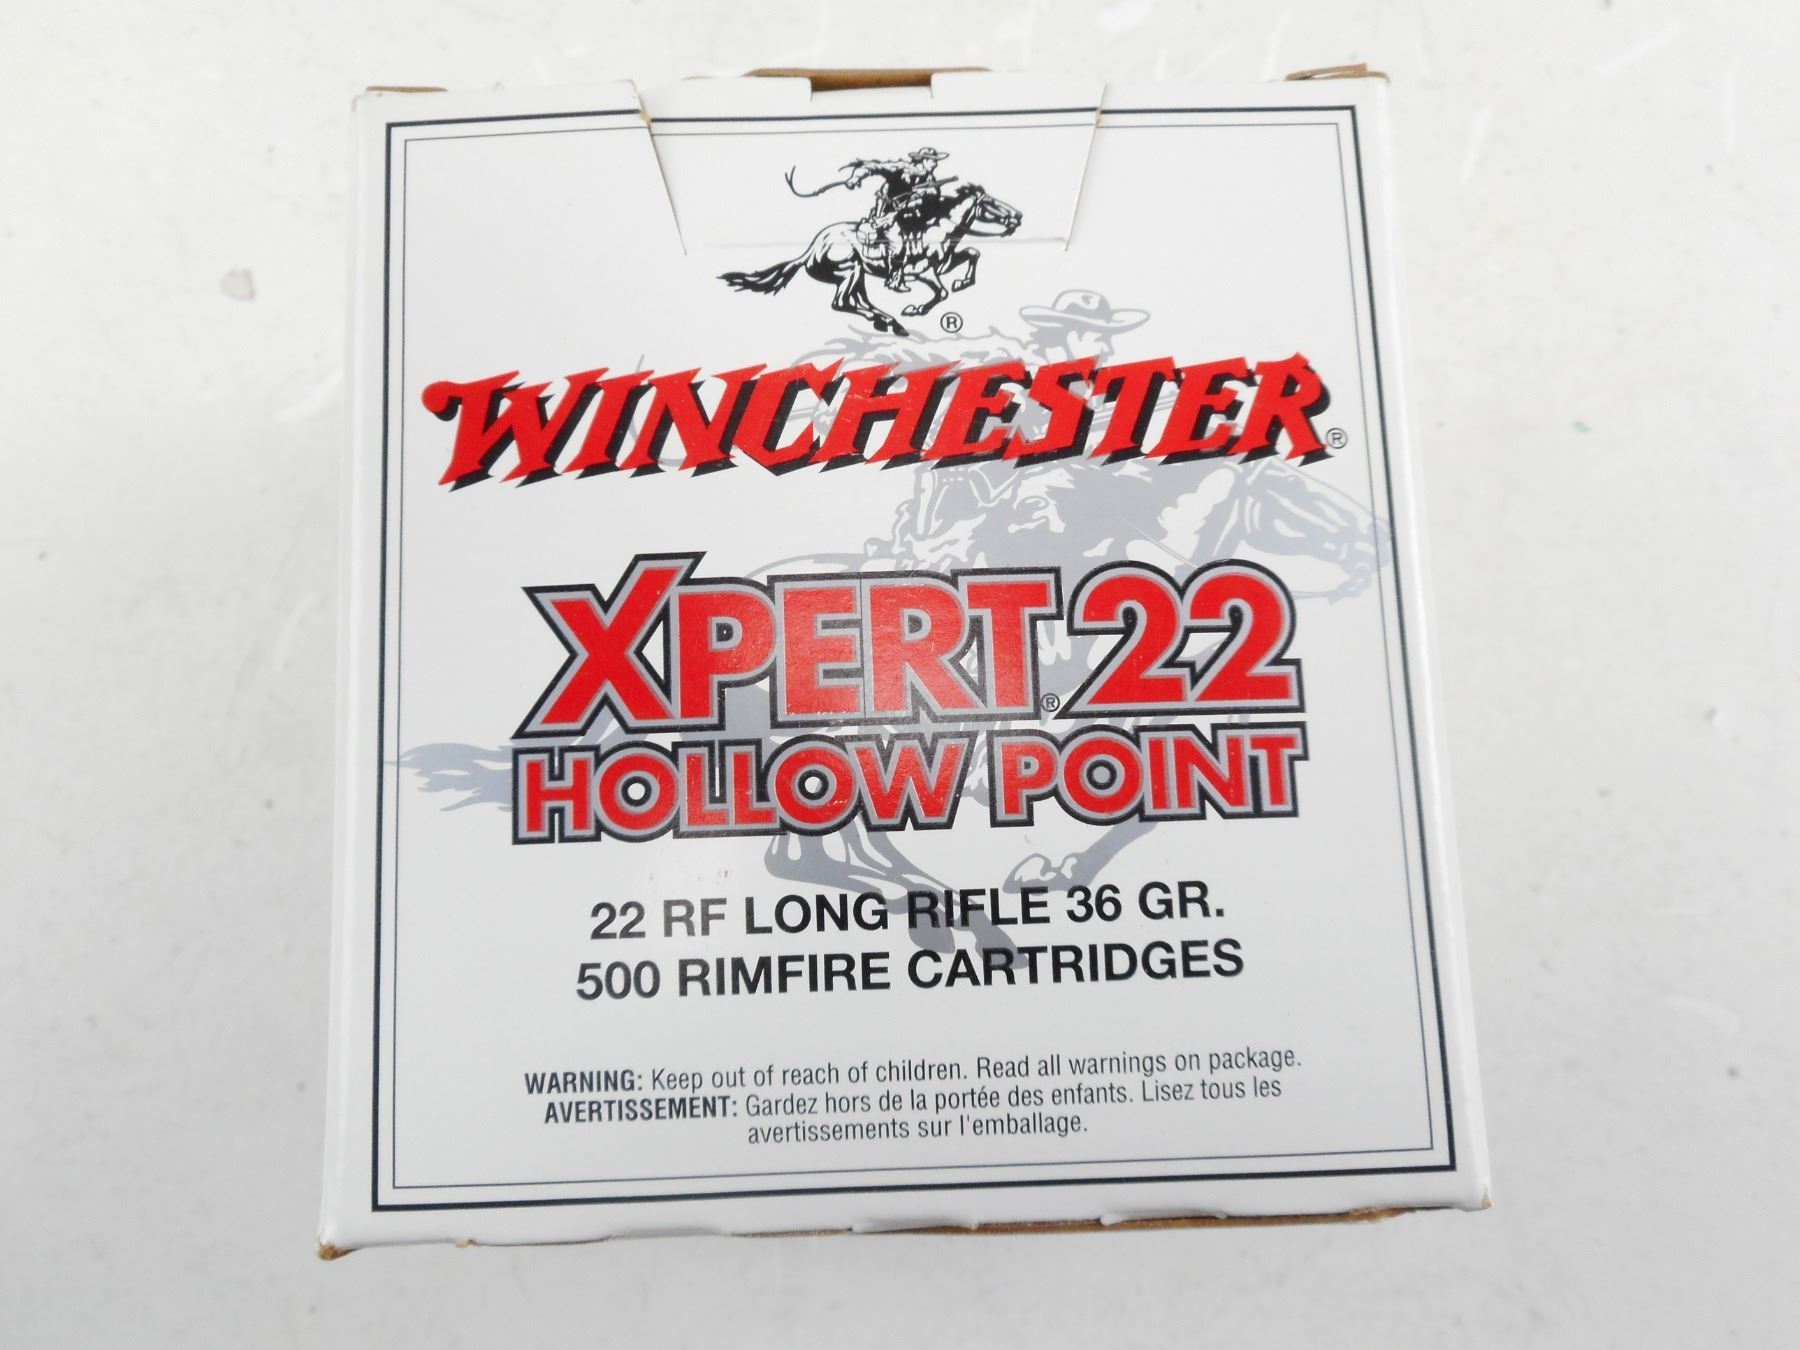 ®
WINCHESTER®
XPERT®22
HOLLOW POINT
22 RF LONG RIFLE 36 GR.
500 RIMFIRE CARTRIDGES
WARNING: Keep out of reach of children. Read all warnings on package.
AVERTISSEMENT: Gardez hors de la portée des enfants. Lisez tous les
avertissements sur l'emballage.